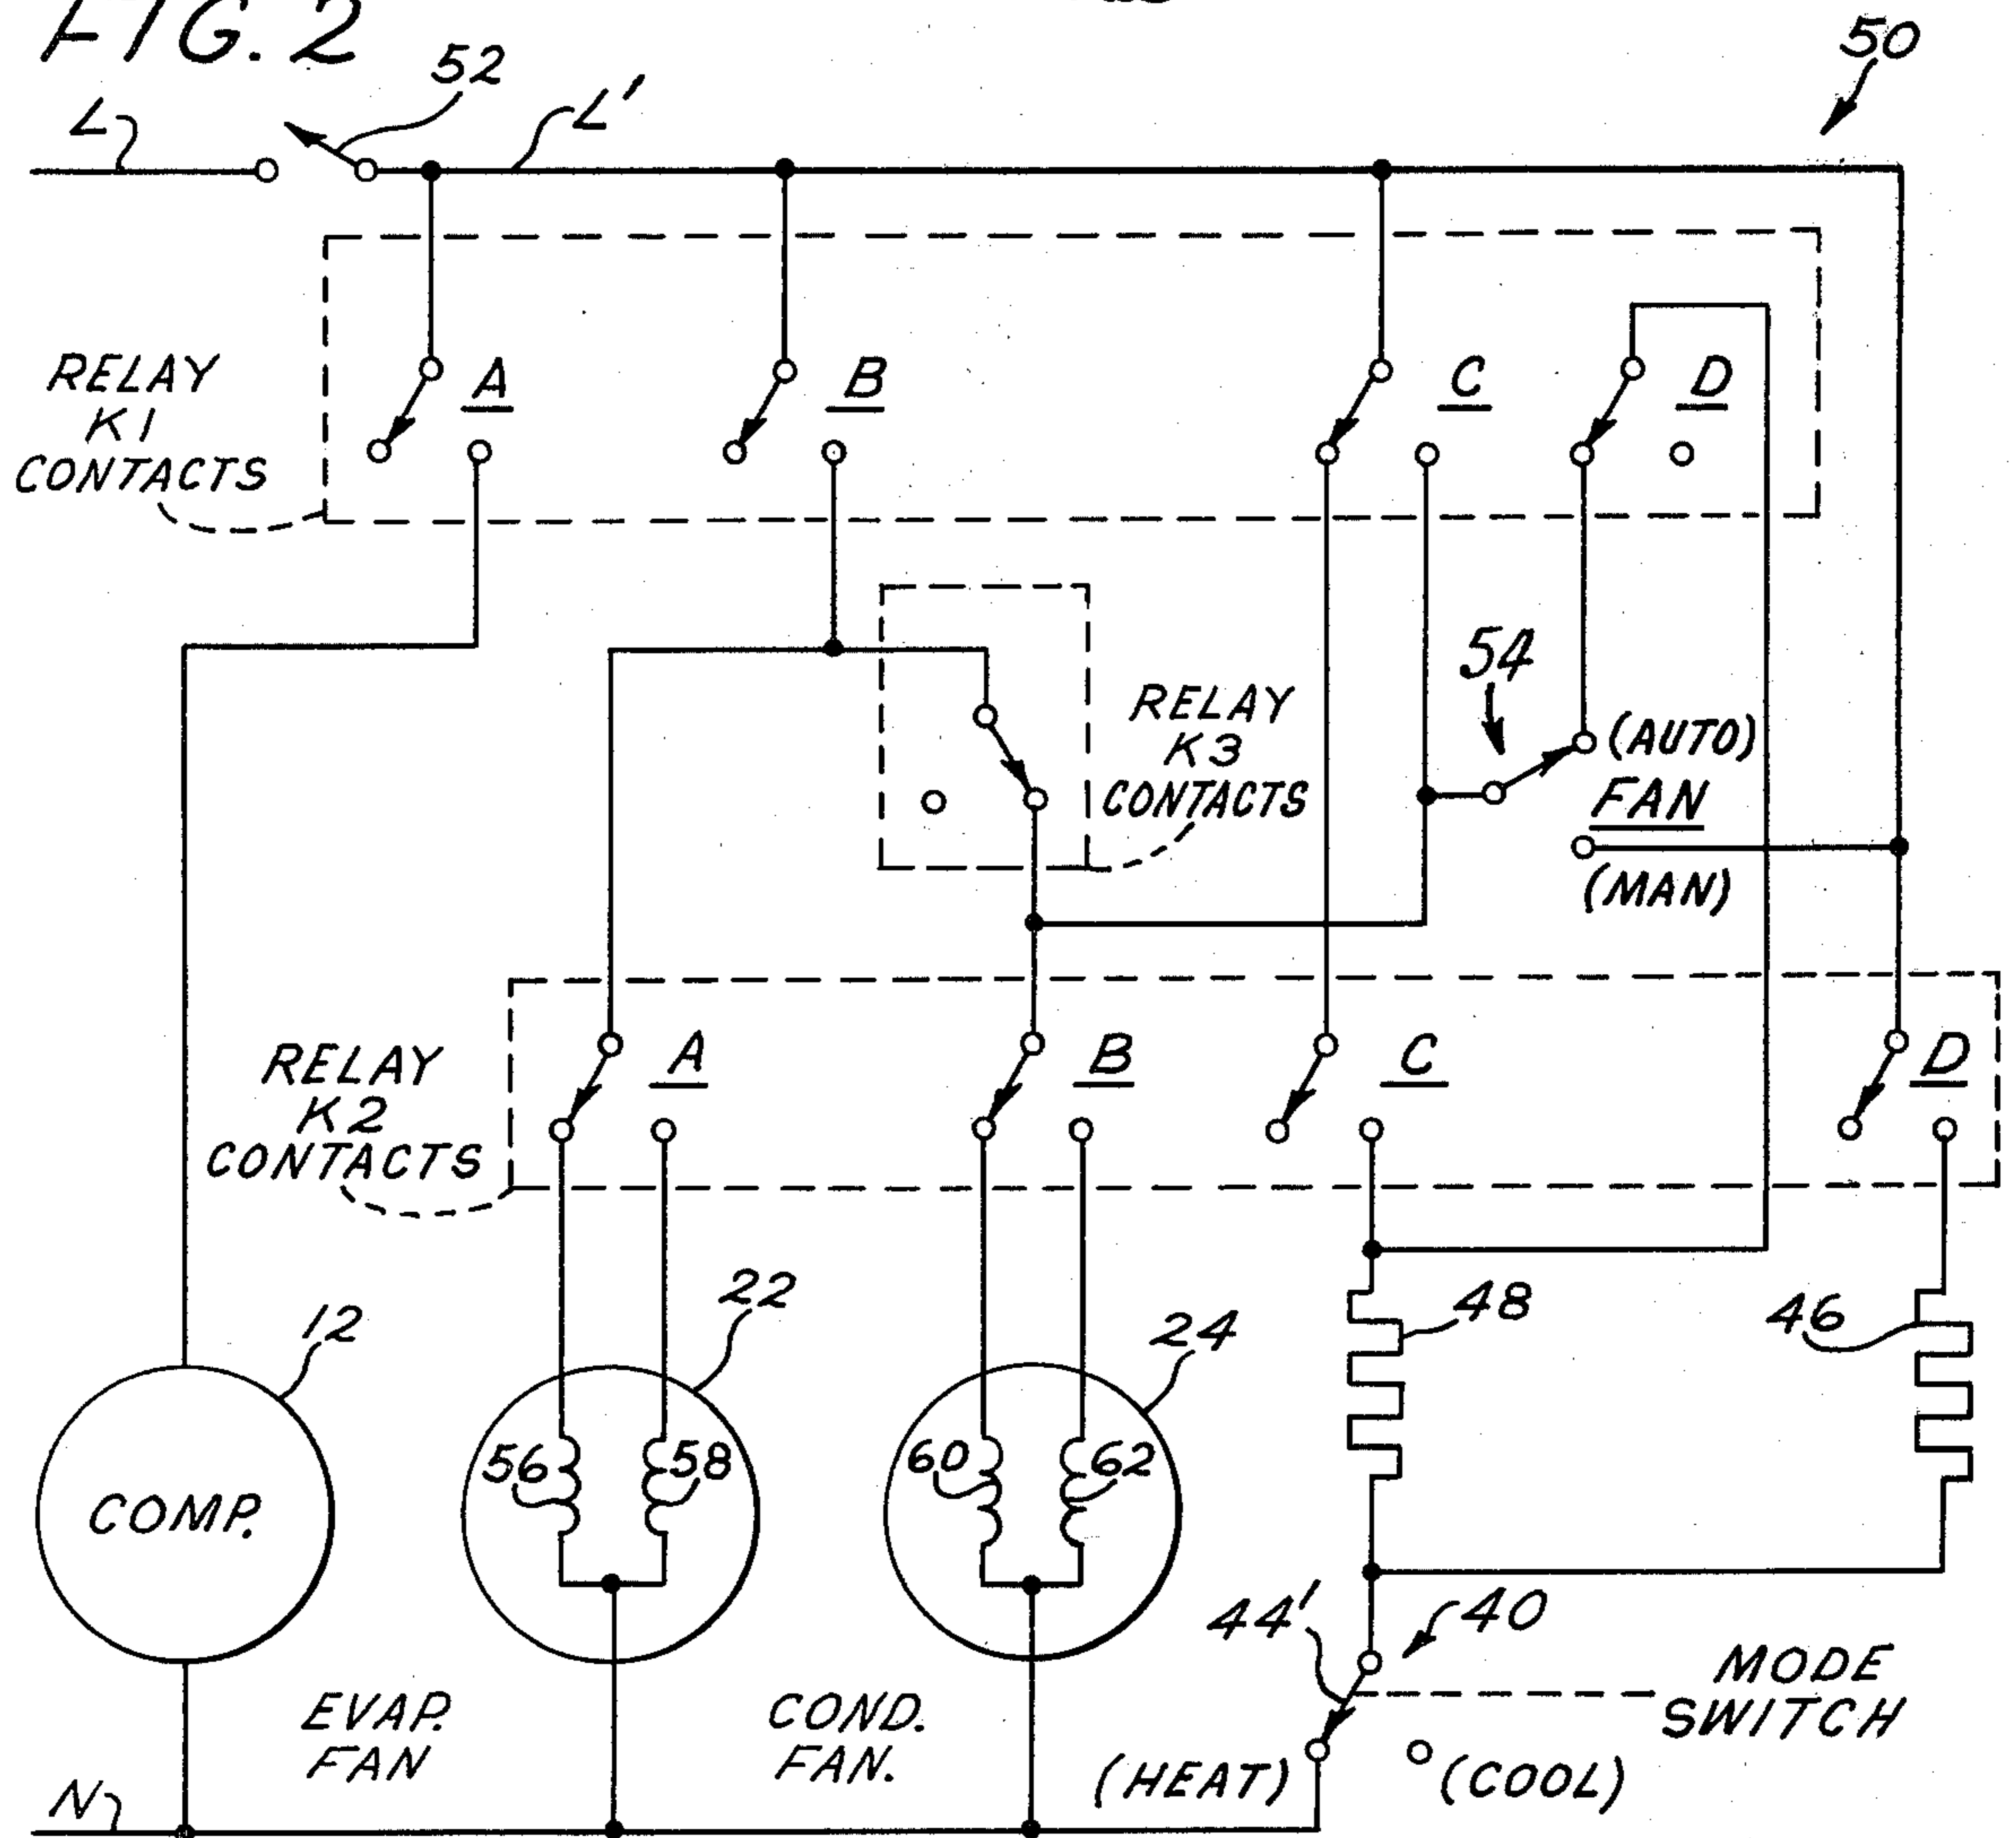 FIG. 2
52
50
L
L'
A
B
C
D
RELAY
K1
CONTACTS
54
RELAY
K3
CONTACTS
(AUTO)
FAN
(MAN)
A
B
C
D
RELAY
K2
CONTACTS
12
22
24
48
46
56
58
60
62
COMP.
44'
40
MODE
SWITCH
EVAP.
FAN
COND.
FAN.
(HEAT)
(COOL)
N